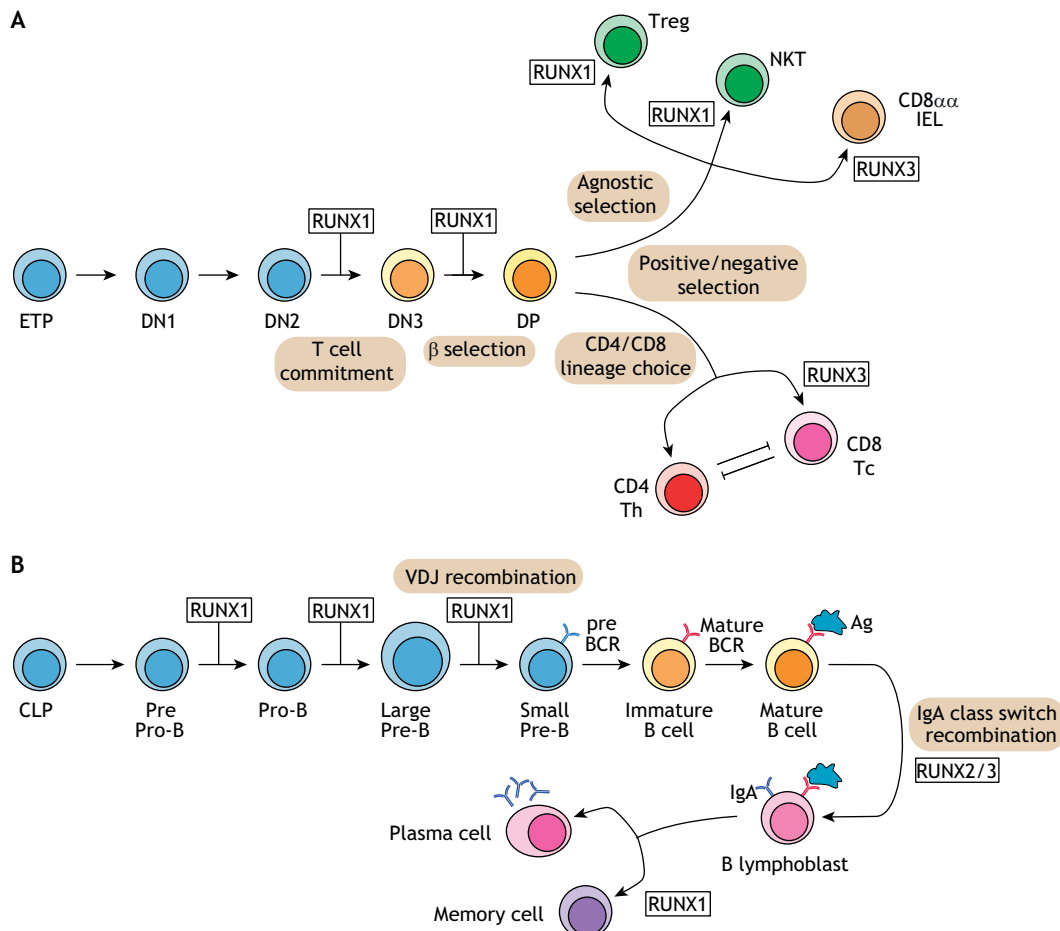 A
Treg
RUNX1
NKT
RUNX1
CD8αα
IEL
RUNX3
Agnostic
selection
RUNX1
RUNX1
Positive/negative
selection
ETP
DN1
DN2
DN3
DP
T cell
commitment
β selection
CD4/CD8
lineage choice
RUNX3
CD8
Tc
CD4
Th
B
VDJ recombination
RUNX1
RUNX1
RUNX1
pre
BCR
Mature
BCR
Ag
CLP
Pre
Pro-B
Pro-B
Large
Pre-B
Small
Pre-B
Immature
B cell
Mature
B cell
IgA class switch
recombination
RUNX2/3
IgA
Plasma cell
B lymphoblast
RUNX1
Memory cell